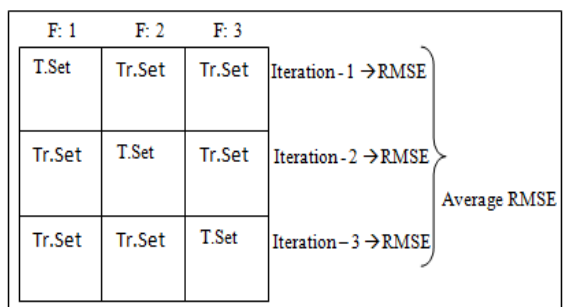 F: 1 F: 2 F: 3
T.Set Tr.Set Tr.Set Iteration - 1 →RMSE
Tr.Set T.Set Tr.Set Iteration - 2 →RMSE
Average RMSE
Tr.Set Tr.Set T.Set Iteration – 3 →RMSE